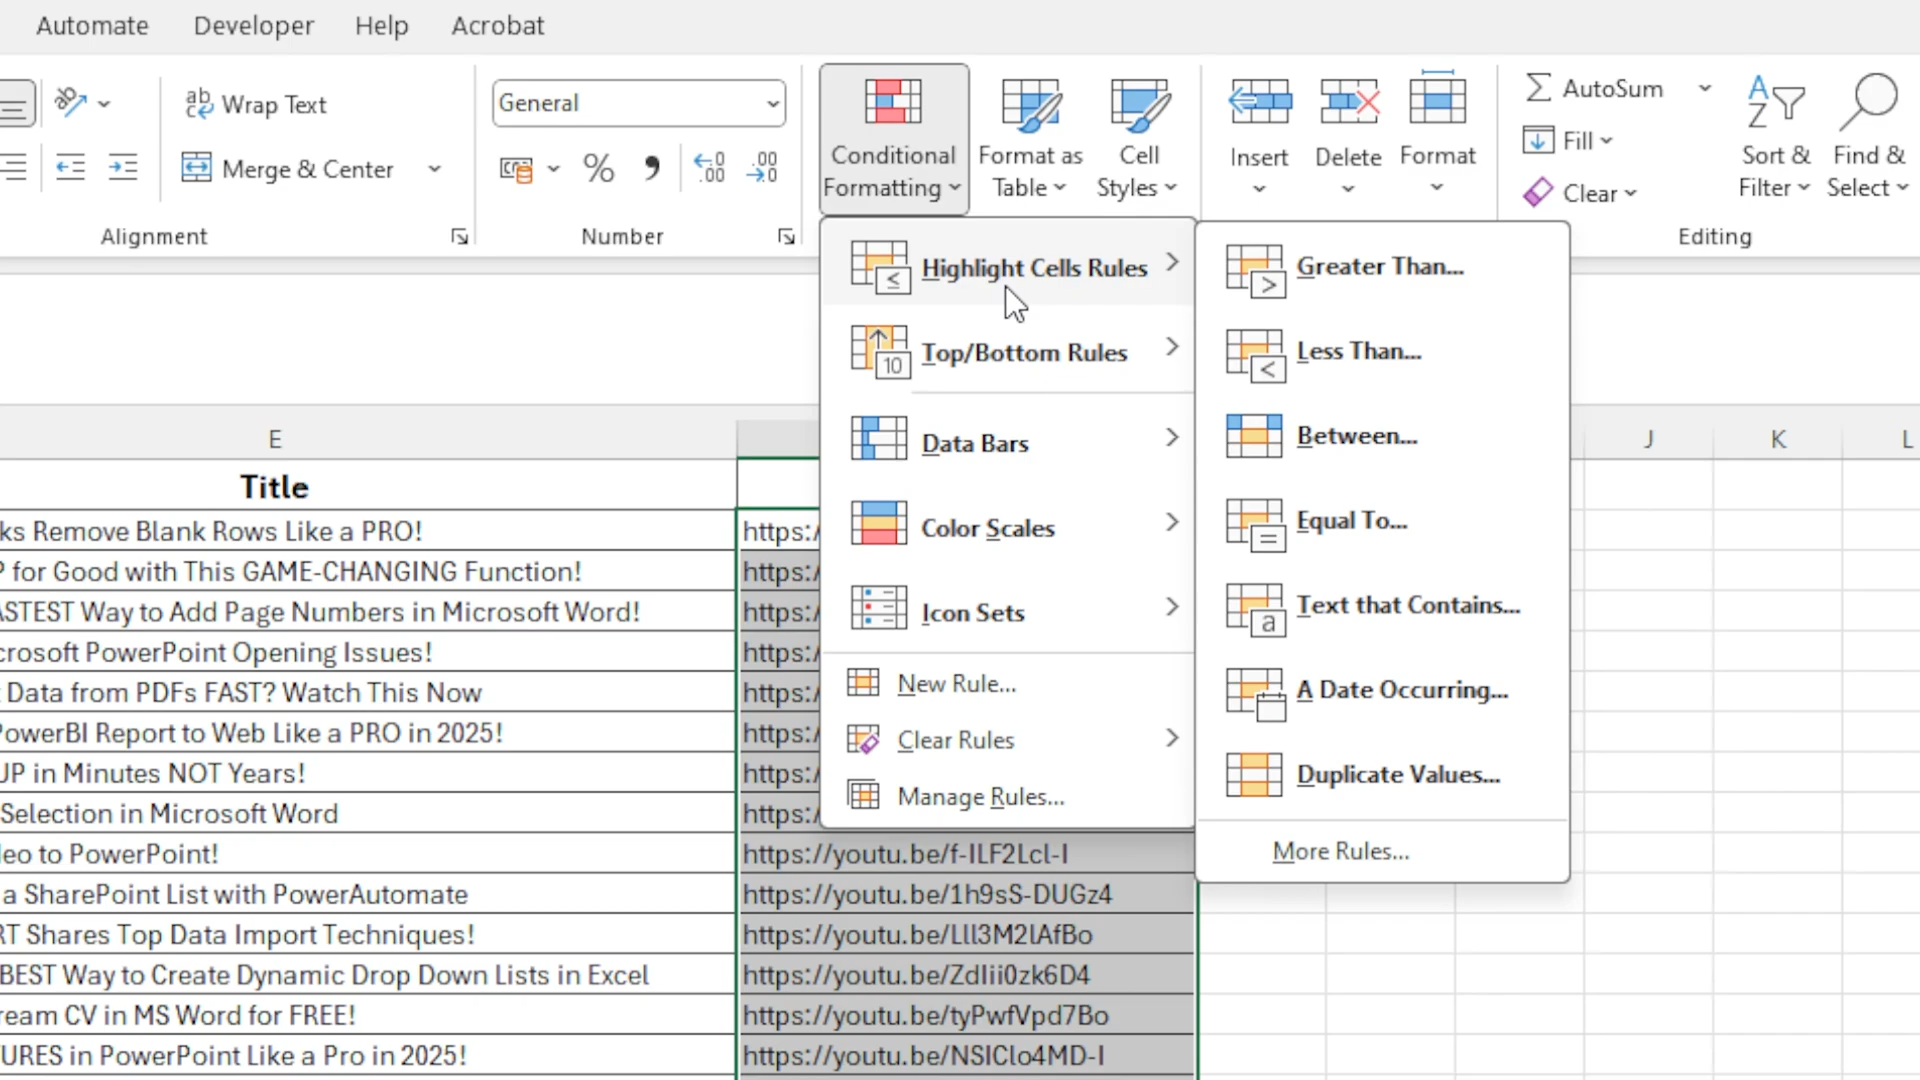 Automate Developer Help Acrobat
Wrap Text
Merge & Center
Alignment
General
Number
Conditional Formatting
Format as Table
Cell Styles
Insert
Delete
Format
AutoSum
Fill
Clear
Sort & Filter
Find & Select
Editing
Highlight Cells Rules
Top/Bottom Rules
Data Bars
Color Scales
Icon Sets
New Rule...
Clear Rules
Manage Rules...
Greater Than...
Less Than...
Between...
Equal To...
Text that Contains...
A Date Occurring...
Duplicate Values...
More Rules...
E J K L
Title
ks Remove Blank Rows Like a PRO! https:/
P for Good with This GAME-CHANGING Function! https:/
ASTEST Way to Add Page Numbers in Microsoft Word! https:/
crosoft PowerPoint Opening Issues! https:/
t Data from PDFs FAST? Watch This Now https:/
PowerBI Report to Web Like a PRO in 2025! https:/
UP in Minutes NOT Years! https:/
Selection in Microsoft Word https:/
leo to PowerPoint! https://youtu.be/f-ILF2Lcl-I
a SharePoint List with PowerAutomate https://youtu.be/1h9sS-DUGz4
RT Shares Top Data Import Techniques! https://youtu.be/Lll3M2lAfBo
BEST Way to Create Dynamic Drop Down Lists in Excel https://youtu.be/ZdIii0zk6D4
ream CV in MS Word for FREE! https://youtu.be/tyPwfVpd7Bo
TURES in PowerPoint Like a Pro in 2025! https://youtu.be/NSIClo4MD-I